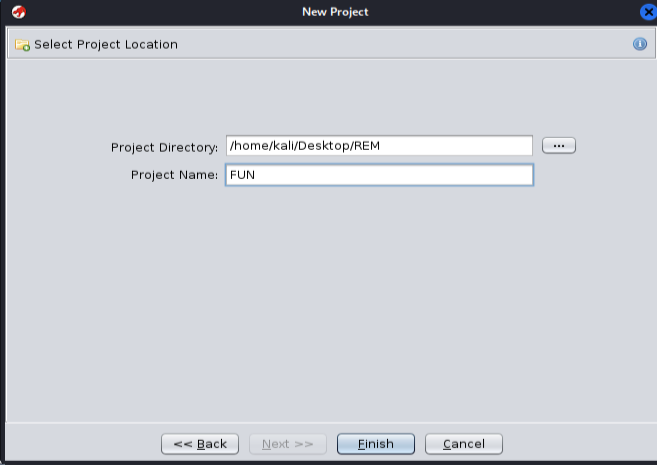 New Project
Select Project Location
Project Directory: /home/kali/Desktop/REM ...
Project Name: FUN
<< Back Next >> Finish Cancel